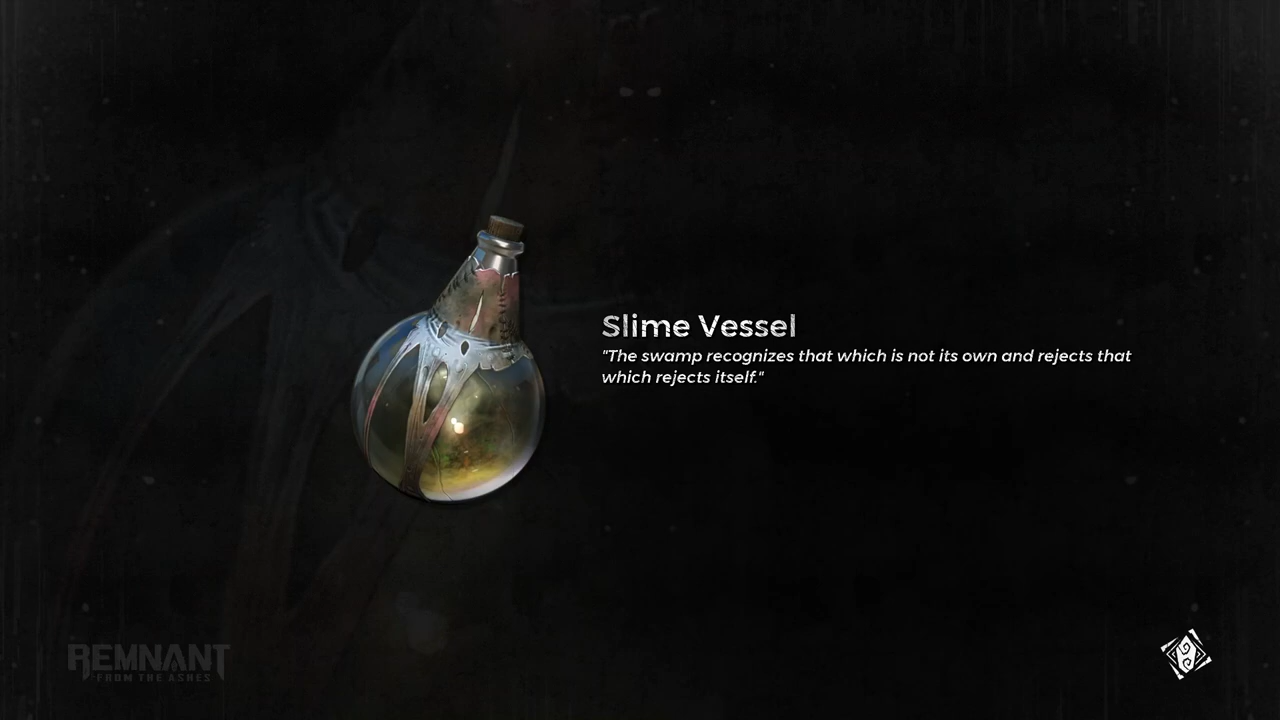 Slime Vessel
"The swamp recognizes that which is not its own and rejects that
which rejects itself."
REMNANT
FROM THE ASHES